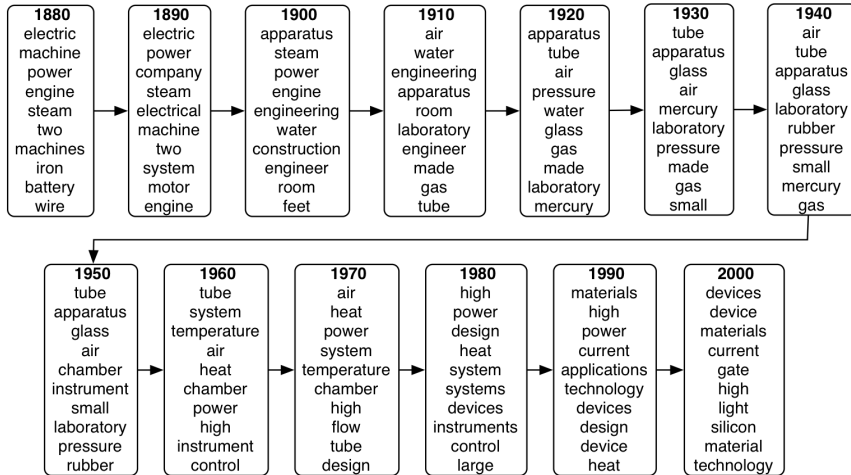 1880
electric
machine
power
engine
steam
two
machines
iron
battery
wire
1890
electric
power
company
steam
electrical
machine
two
system
motor
engine
1900
apparatus
steam
power
engine
engineering
water
construction
engineer
room
feet
1910
air
water
engineering
apparatus
room
laboratory
engineer
made
gas
tube
1920
apparatus
tube
air
pressure
water
glass
gas
made
laboratory
mercury
1930
tube
apparatus
glass
air
mercury
laboratory
pressure
made
gas
small
1940
air
tube
apparatus
glass
laboratory
rubber
pressure
small
mercury
gas
1950
tube
apparatus
glass
air
chamber
instrument
small
laboratory
pressure
rubber
1960
tube
system
temperature
air
heat
chamber
power
high
instrument
control
1970
air
heat
power
system
temperature
chamber
high
flow
tube
design
1980
high
power
design
heat
system
systems
devices
instruments
control
large
1990
materials
high
power
current
applications
technology
devices
design
device
heat
2000
devices
device
materials
current
gate
high
light
silicon
material
technology